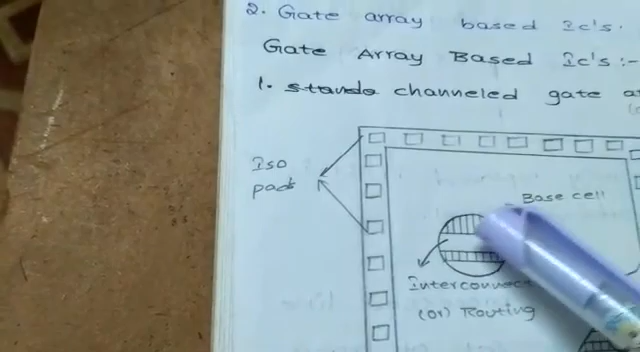 2. Gate array based Ic's.
Gate Array Based Ic's :-
1. stands channeled gate
Iso
pads
Base cell
Interconnect
(or) Routing